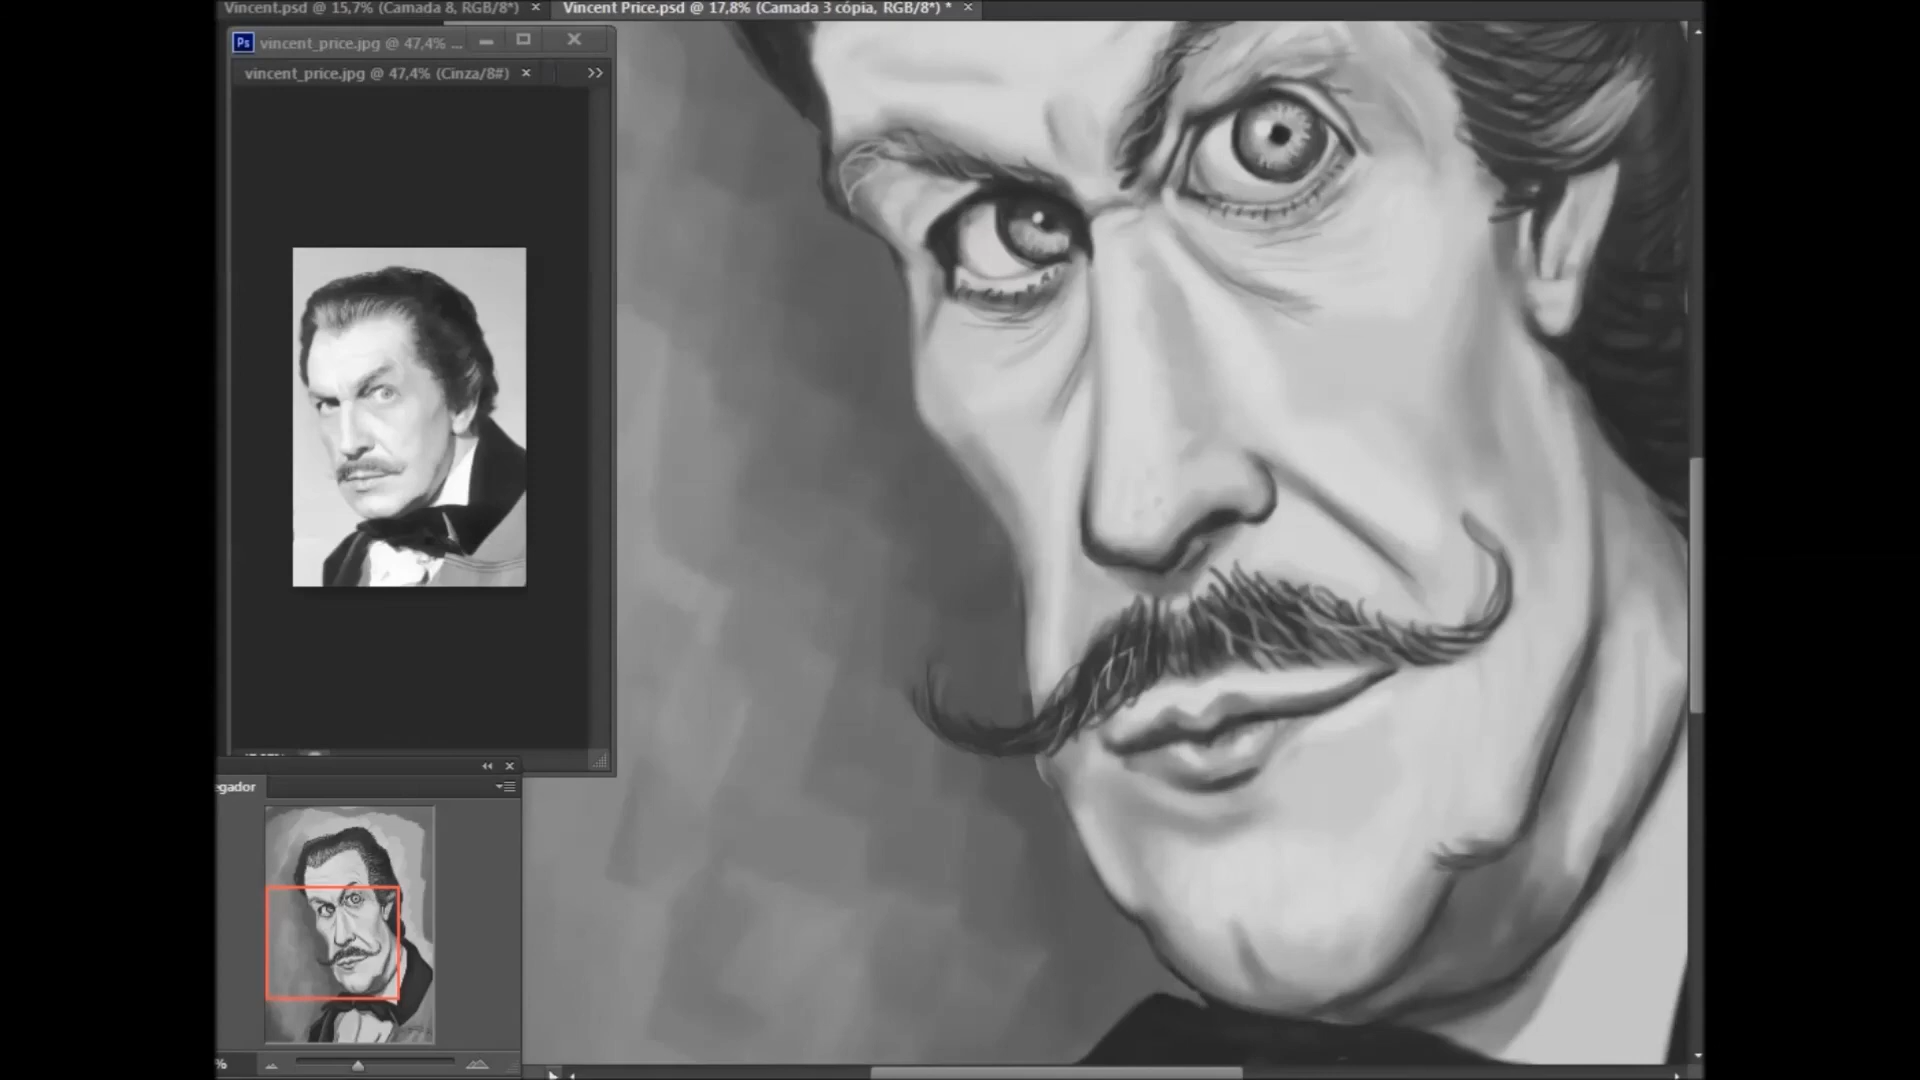 Vincent.psd @ 15,7% (Camada 8, RGB/8*) ×
Vincent Price.psd @ 17,8% (Camada 3 cópia, RGB/8*) * ×
Ps vincent_price.jpg @ 47,4% ...
vincent_price.jpg @ 47,4% (Cinza/8#) ×
egador
%